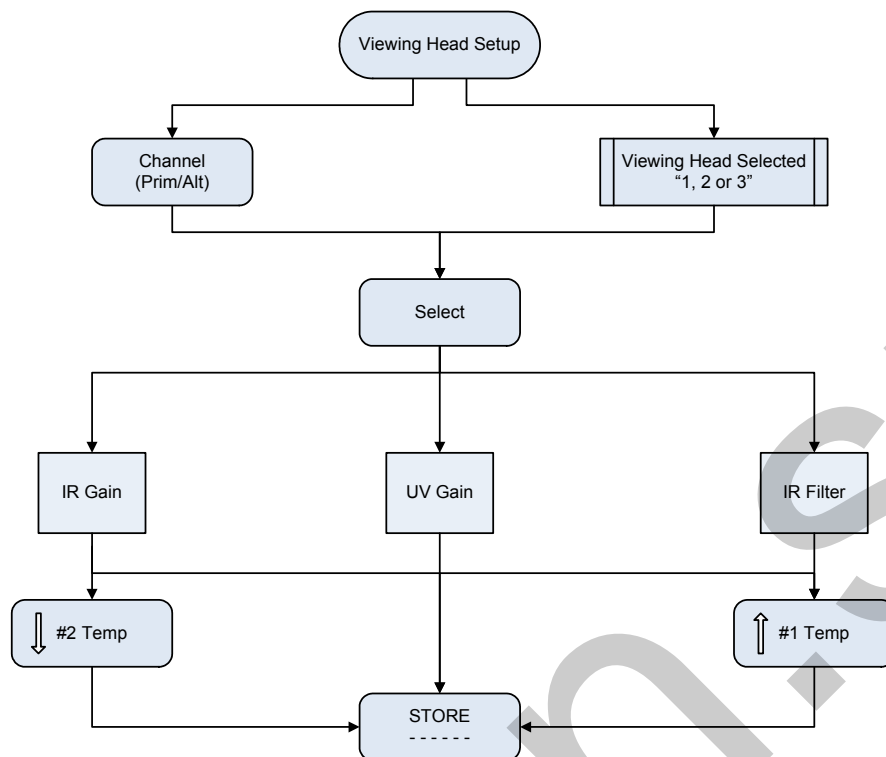 Viewing Head Setup
Channel
(Prim/Alt)
Viewing Head Selected
“1, 2 or 3”
Select
IR Gain
UV Gain
IR Filter
#2 Temp
#1 Temp
STORE
- - - - - -